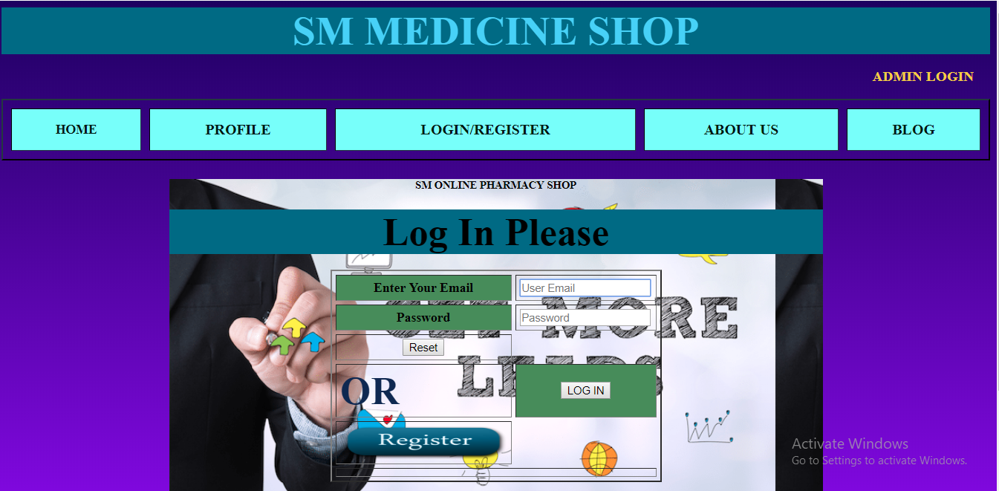 SM MEDICINE SHOP
ADMIN LOGIN
HOME PROFILE LOGIN/REGISTER ABOUT US BLOG
SM ONLINE PHARMACY SHOP
Log In Please
Enter Your Email User Email
Password Password
GET MORE
Reset
LEADS
OR LOG IN
Register
Activate Windows
Go to Settings to activate Windows.